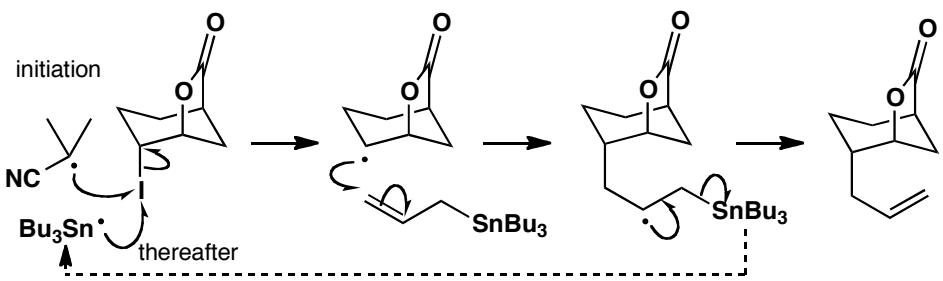 initiation
NC
I
Bu3Sn
thereafter
O
O
O
O
SnBu3
O
O
SnBu3
O
O